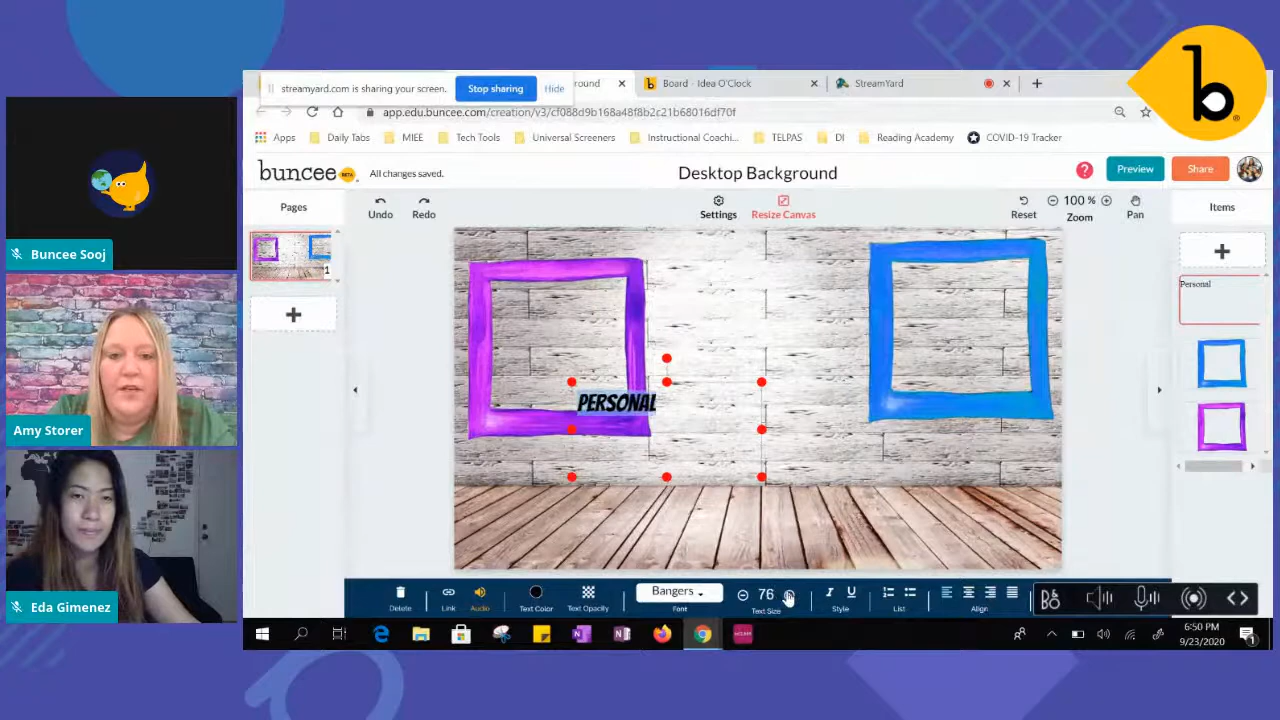 streamyard.com is sharing your screen.
Stop sharing
Hide
round
Board - Idea O'Clock
StreamYard
b
app.edu.buncee.com/creation/v3/cf088d9b168a48f8b2c21b68016df70f
Apps
Daily Tabs
MIEE
Tech Tools
Universal Screeners
Instructional Coachi...
TELPAS
DI
Reading Academy
COVID-19 Tracker
buncee
BETA
All changes saved.
Desktop Background
?
Preview
Share
Pages
Undo
Redo
Settings
Resize Canvas
Reset
100 %
Zoom
Pan
Items
1
Personal
PERSONAL
Buncee Sooj
Amy Storer
Eda Gimenez
Delete
Link
Audio
Text Color
Text Opacity
Bangers
Font
76
Text Size
I U
Style
List
Align
6:50 PM
9/23/2020
1